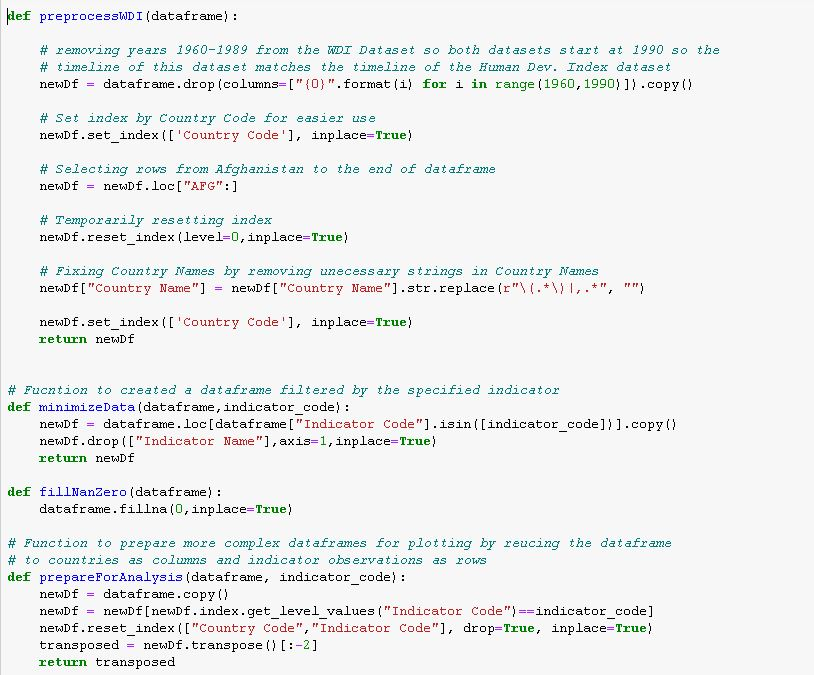 def preprocessWDI(dataframe):
# removing years 1960-1989 from the WDI Dataset so both datasets start at 1990 so the
# timeline of this dataset matches the timeline of the Human Dev. Index dataset
newDf = dataframe.drop(columns=["{0}".format(i) for i in range(1960,1990)]).copy()
# Set index by Country Code for easier use
newDf.set_index(['Country Code'], inplace=True)
# Selecting rows from Afghanistan to the end of dataframe
newDf = newDf.loc["AFG":]
# Temporarily resetting index
newDf.reset_index(level=0,inplace=True)
# Fixing Country Names by removing unecessary strings in Country Names
newDf["Country Name"] = newDf["Country Name"].str.replace(r"\(.*\)|,.*", "")
newDf.set_index(['Country Code'], inplace=True)
return newDf
# Fucntion to created a dataframe filtered by the specified indicator
def minimizeData(dataframe,indicator_code):
newDf = dataframe.loc[dataframe["Indicator Code"].isin([indicator_code])].copy()
newDf.drop(["Indicator Name"],axis=1,inplace=True)
return newDf
def fillNanZero(dataframe):
dataframe.fillna(0,inplace=True)
# Function to prepare more complex dataframes for plotting by reucing the dataframe
# to countries as columns and indicator observations as rows
def prepareForAnalysis(dataframe, indicator_code):
newDf = dataframe.copy()
newDf = newDf[newDf.index.get_level_values("Indicator Code")==indicator_code]
newDf.reset_index(["Country Code","Indicator Code"], drop=True, inplace=True)
transposed = newDf.transpose()[:-2]
return transposed